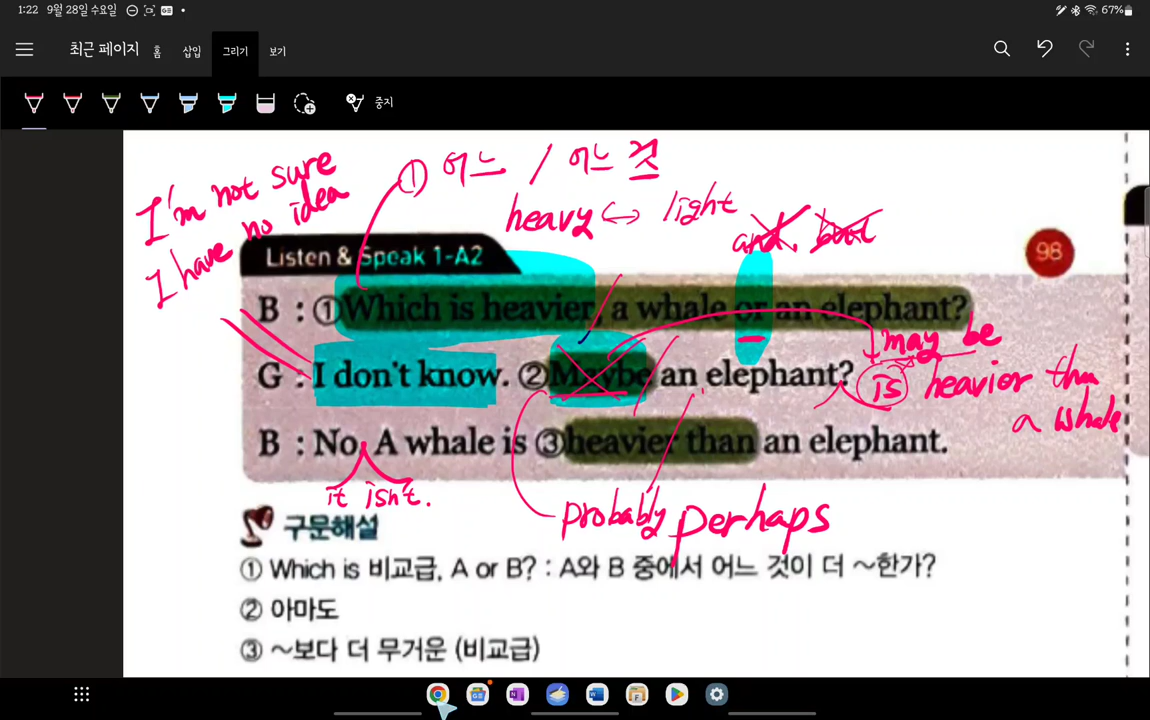 1:22 9월 28일 수요일 67%
최근 페이지 홈 삽입 그리기 보기
중지
I'm not sure
I have no idea
① 어느 / 어느 것
heavy ↔ light
and but
Listen & Speak 1-A2
98
B : ①Which is heavier, a whale or an elephant?
may be
G : I don't know. ②Maybe an elephant? is heavier than
a whale
B : No. A whale is ③heavier than an elephant.
it isn't.
probably perhaps
구문해설
① Which is 비교급, A or B? : A와 B 중에서 어느 것이 더 ~한가?
② 아마도
③ ~보다 더 무거운 (비교급)